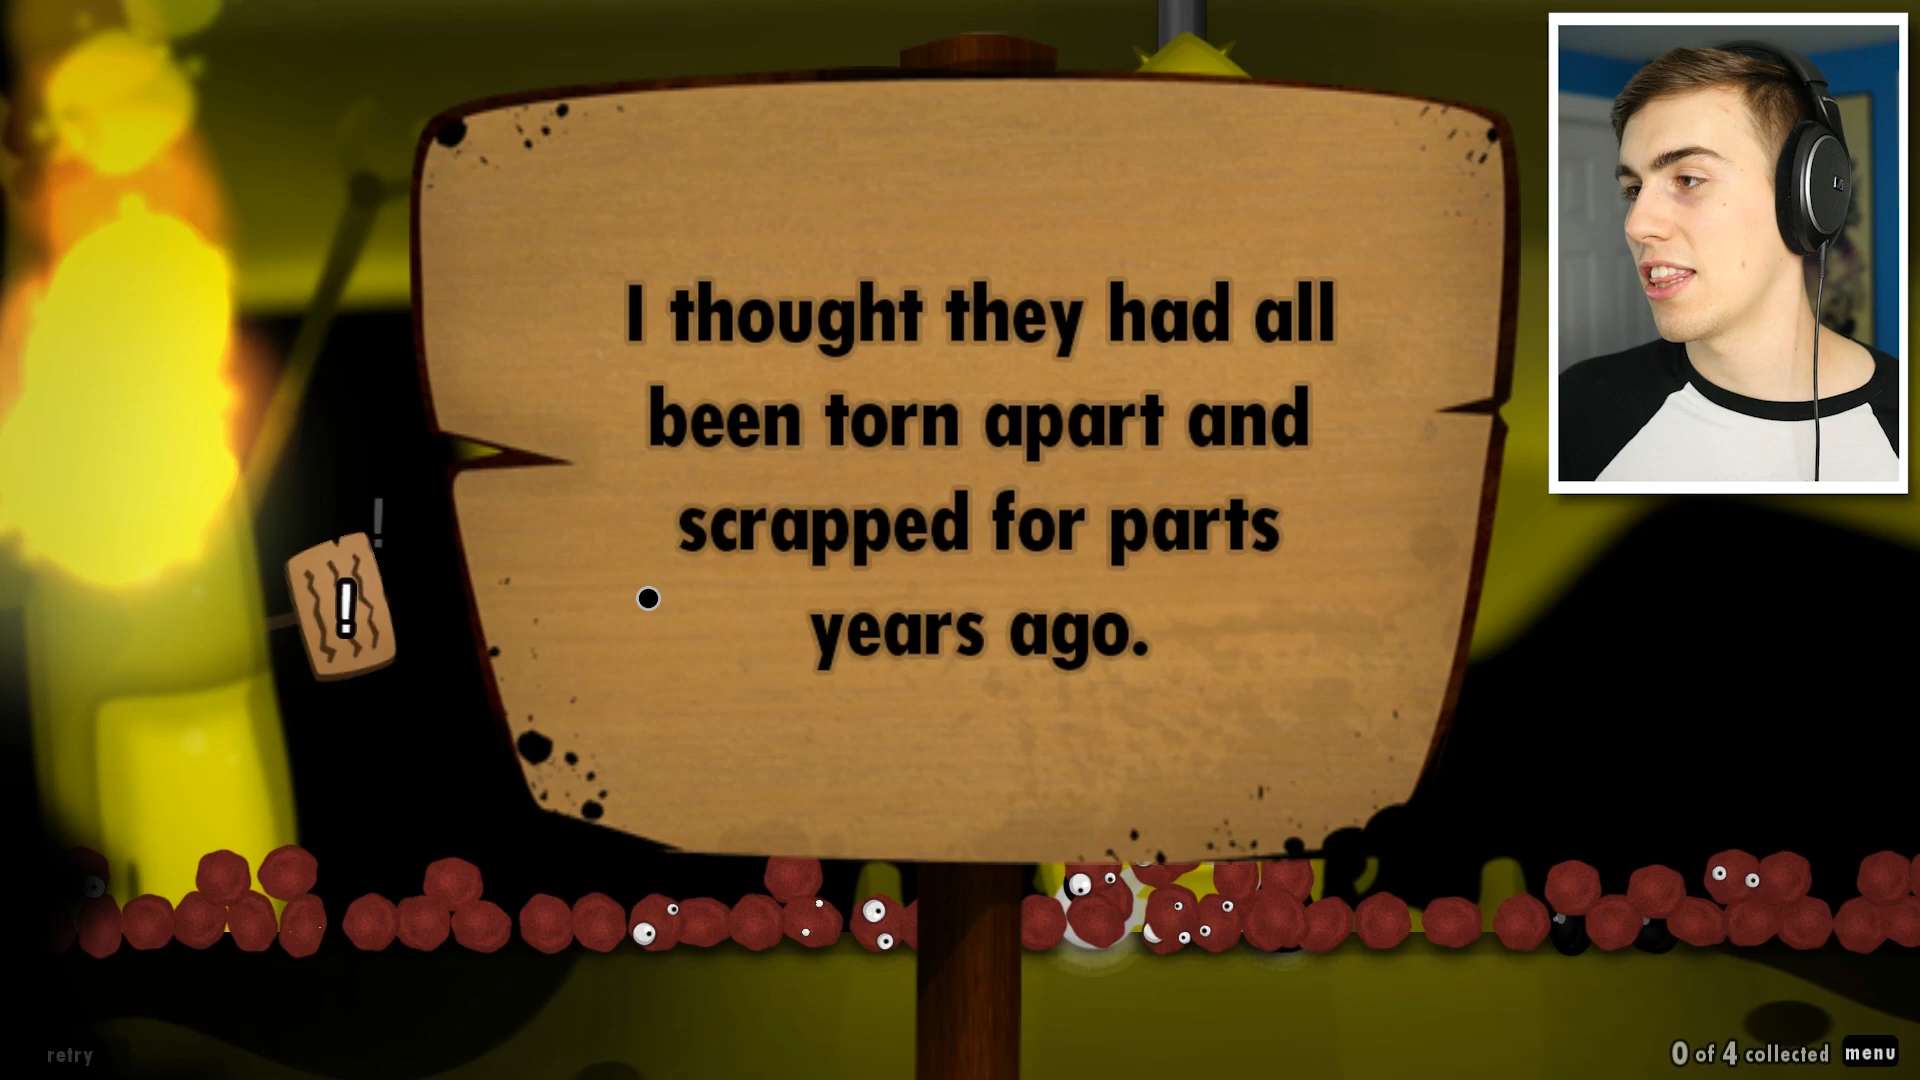 I thought they had all
been torn apart and
scrapped for parts
years ago.
!
!
retry
0 of 4 collected menu